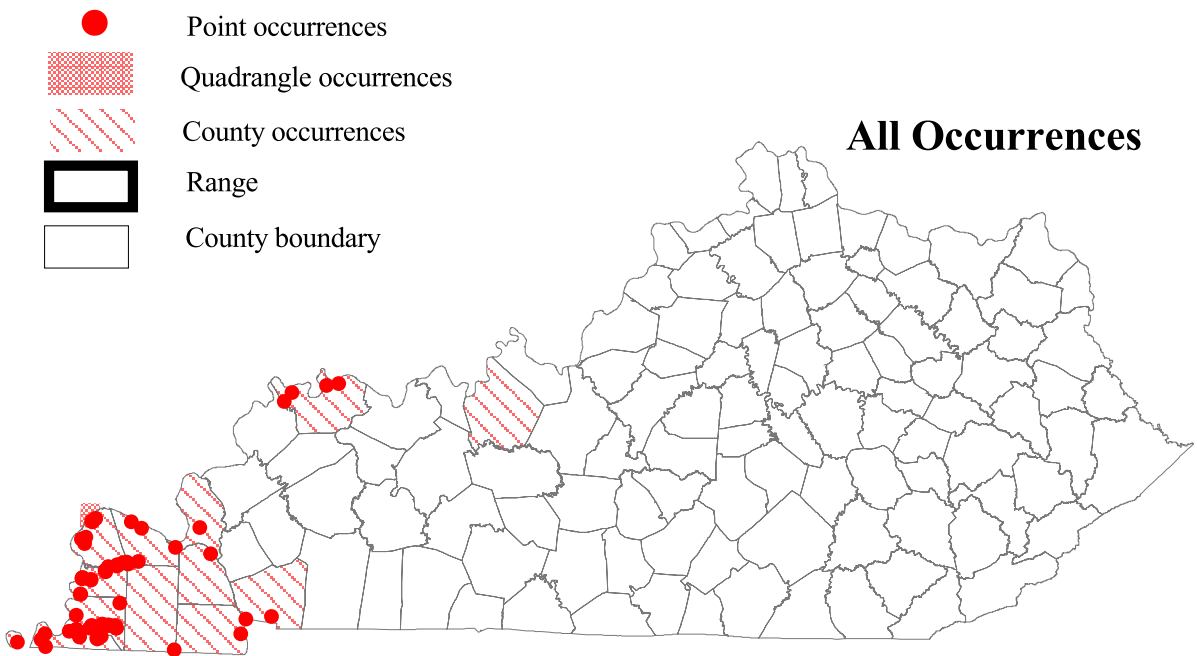 Point occurrences
Quadrangle occurrences
County occurrences
All Occurrences
Range
County boundary